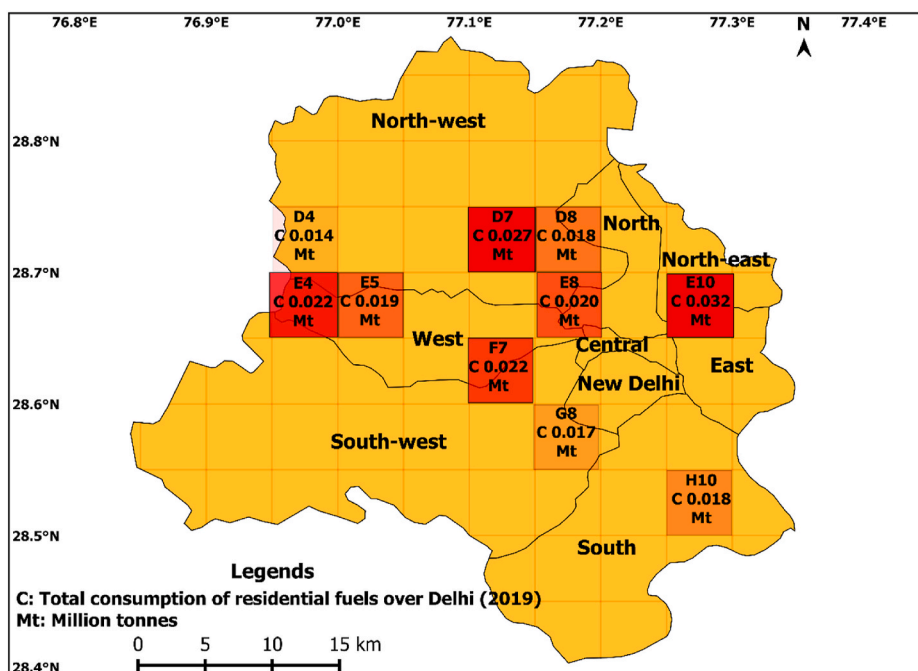 76.8°E 76.9°E 77.0°E 77.1°E 77.2°E 77.3°E 77.4°E
N
North-west
28.8°N
D4
C 0.014
Mt
D7
C 0.027
Mt
D8
C 0.018
Mt
North
North-east
28.7°N
E4
C 0.022
Mt
E5
C 0.019
Mt
E8
C 0.020
Mt
E10
C 0.032
Mt
West
F7
C 0.022
Mt
Central
East
New Delhi
28.6°N
South-west
G8
C 0.017
Mt
H10
C 0.018
Mt
28.5°N
South
Legends
C: Total consumption of residential fuels over Delhi (2019)
Mt: Million tonnes
0 5 10 15 km
28.4°N